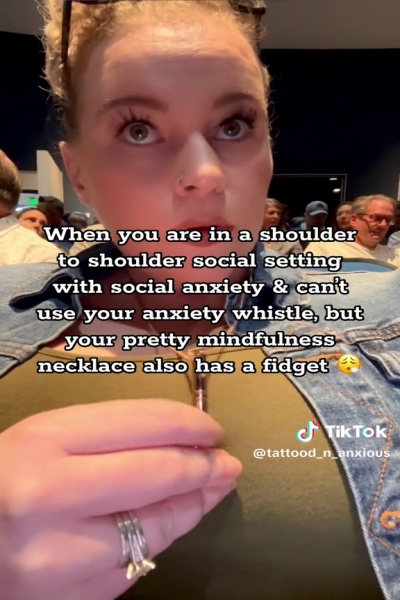 When you are in a shoulder
to shoulder social setting
with social anxiety & can't
use your anxiety whistle, but
your pretty mindfulness
necklace also has a fidget 😮‍💨
TikTok
@tattood_n_anxious